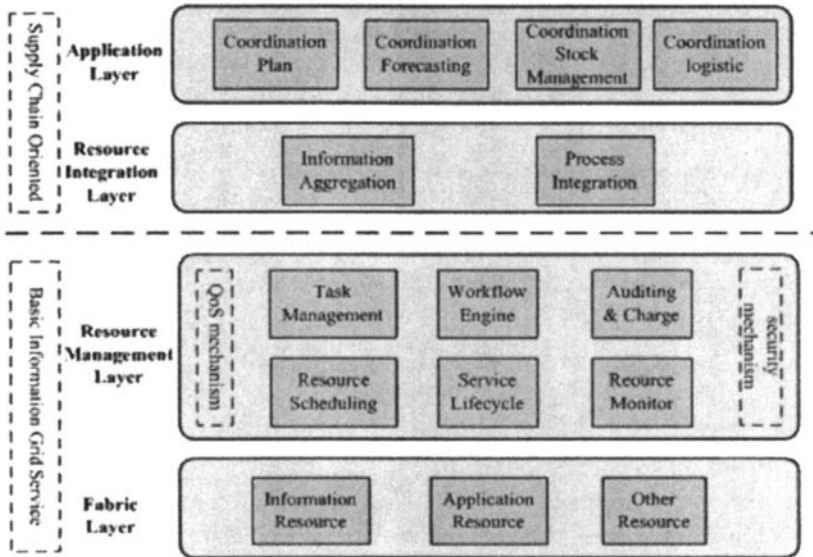 Supply Chain Oriented
Application
Layer
Coordination
Plan
Coordination
Forecasting
Coordination
Stock
Management
Coordination
logistic
Resource
Integration
Layer
Information
Aggregation
Process
Integration
Basic Information Grid Service
Resource
Management
Layer
QoS mechanism
Task
Management
Workflow
Engine
Auditing
& Charge
Resource
Scheduling
Service
Lifecycle
Reource
Monitor
security
mechanism
Fabric
Layer
Information
Resource
Application
Resource
Other
Resource